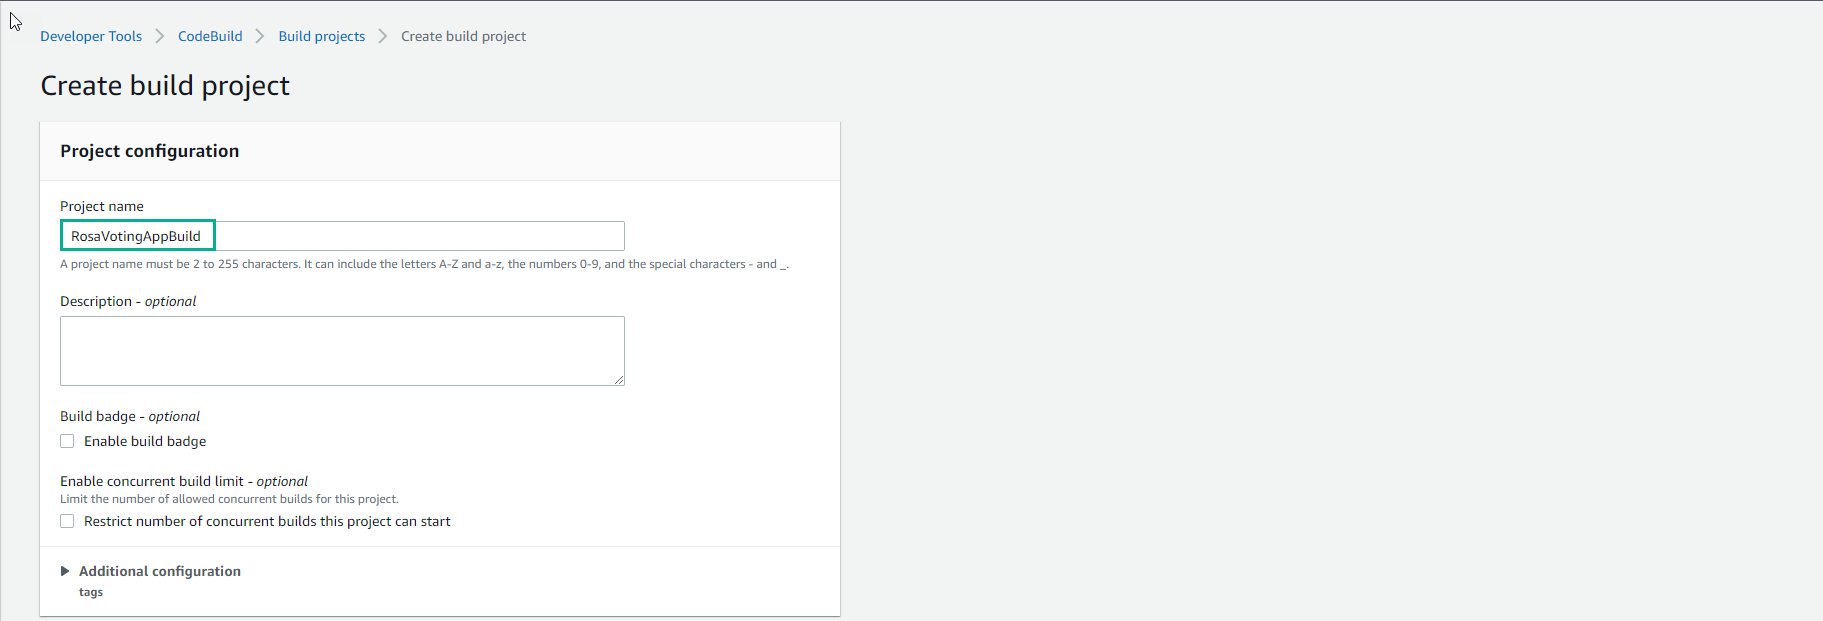 Developer Tools > CodeBuild > Build projects > Create build project
Create build project
Project configuration
Project name
RosaVotingAppBuild
A project name must be 2 to 255 characters. It can include the letters A-Z and a-z, the numbers 0-9, and the special characters - and _.
Description - optional
Build badge - optional
Enable build badge
Enable concurrent build limit - optional
Limit the number of allowed concurrent builds for this project.
Restrict number of concurrent builds this project can start
Additional configuration
tags